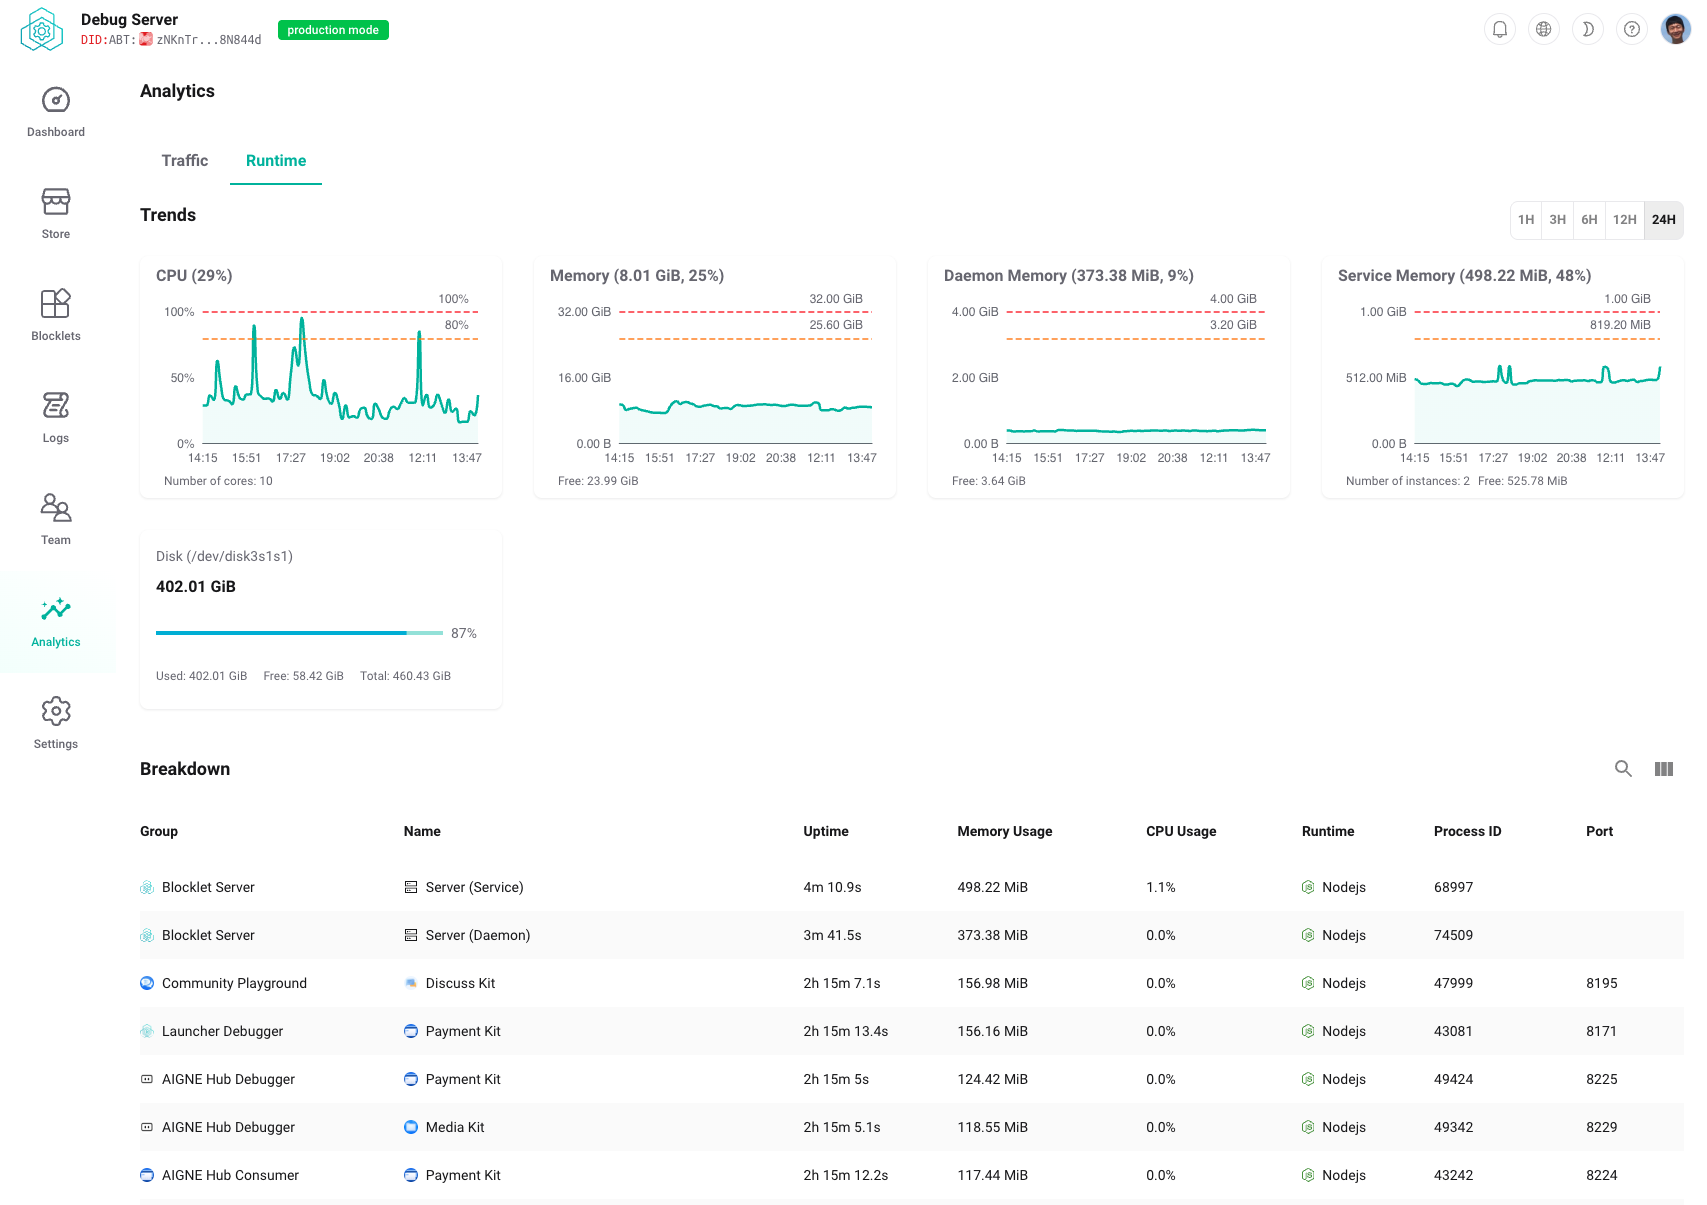 Debug Server
DID:ABT: zNKnTr...8N844d
production mode
Dashboard
Store
Blocklets
Logs
Team
Analytics
Settings
Analytics
Traffic Runtime
Trends
1H 3H 6H 12H 24H
CPU (29%)
100%
80%
100%
50%
0%
14:15 15:51 17:27 19:02 20:38 12:11 13:47
Number of cores: 10
Memory (8.01 GiB, 25%)
32.00 GiB
25.60 GiB
32.00 GiB
16.00 GiB
0.00 B
14:15 15:51 17:27 19:02 20:38 12:11 13:47
Free: 23.99 GiB
Daemon Memory (373.38 MiB, 9%)
4.00 GiB
3.20 GiB
4.00 GiB
2.00 GiB
0.00 B
14:15 15:51 17:27 19:02 20:38 12:11 13:47
Free: 3.64 GiB
Service Memory (498.22 MiB, 48%)
1.00 GiB
819.20 MiB
1.00 GiB
512.00 MiB
0.00 B
14:15 15:51 17:27 19:02 20:38 12:11 13:47
Number of instances: 2 Free: 525.78 MiB
Disk (/dev/disk3s1s1)
402.01 GiB
87%
Used: 402.01 GiB Free: 58.42 GiB Total: 460.43 GiB
Breakdown
Group Name Uptime Memory Usage CPU Usage Runtime Process ID Port
Blocklet Server Server (Service) 4m 10.9s 498.22 MiB 1.1% Nodejs 68997
Blocklet Server Server (Daemon) 3m 41.5s 373.38 MiB 0.0% Nodejs 74509
Community Playground Discuss Kit 2h 15m 7.1s 156.98 MiB 0.0% Nodejs 47999 8195
Launcher Debugger Payment Kit 2h 15m 13.4s 156.16 MiB 0.0% Nodejs 43081 8171
AIGNE Hub Debugger Payment Kit 2h 15m 5s 124.42 MiB 0.0% Nodejs 49424 8225
AIGNE Hub Debugger Media Kit 2h 15m 5.1s 118.55 MiB 0.0% Nodejs 49342 8229
AIGNE Hub Consumer Payment Kit 2h 15m 12.2s 117.44 MiB 0.0% Nodejs 43242 8224